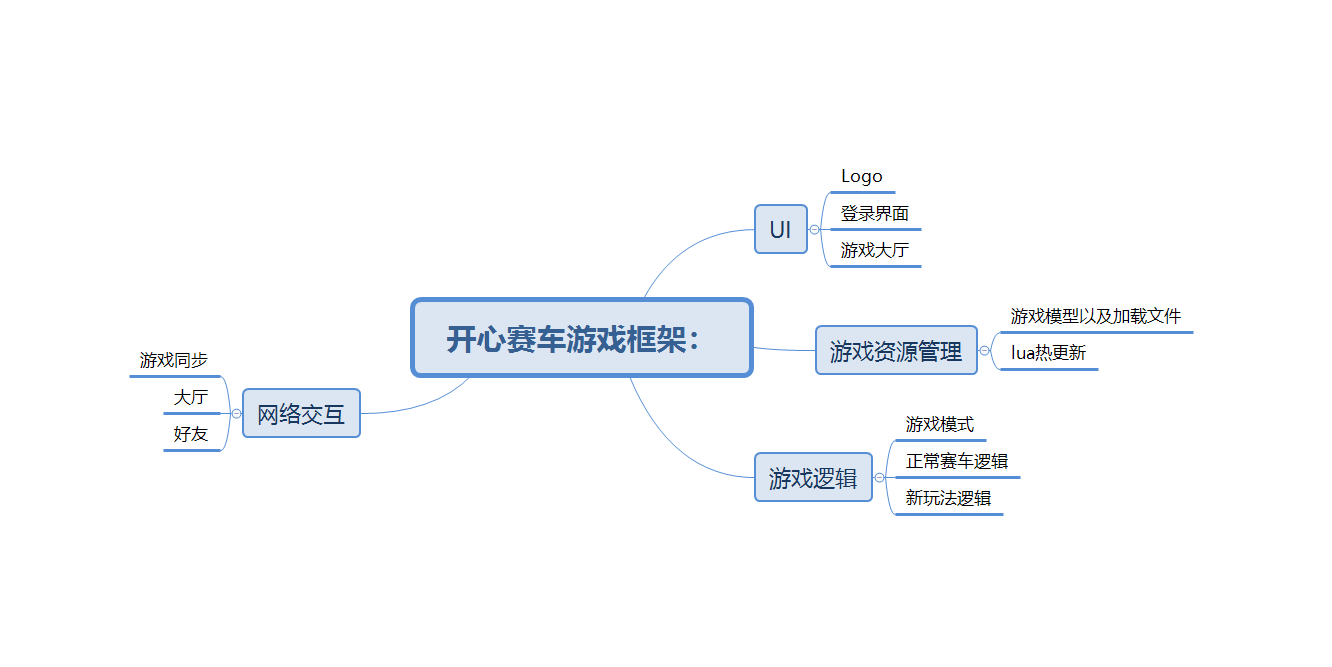 开心赛车游戏框架：
UI
Logo
登录界面
游戏大厅
游戏资源管理
游戏模型以及加载文件
lua热更新
游戏逻辑
游戏模式
正常赛车逻辑
新玩法逻辑
网络交互
游戏同步
大厅
好友